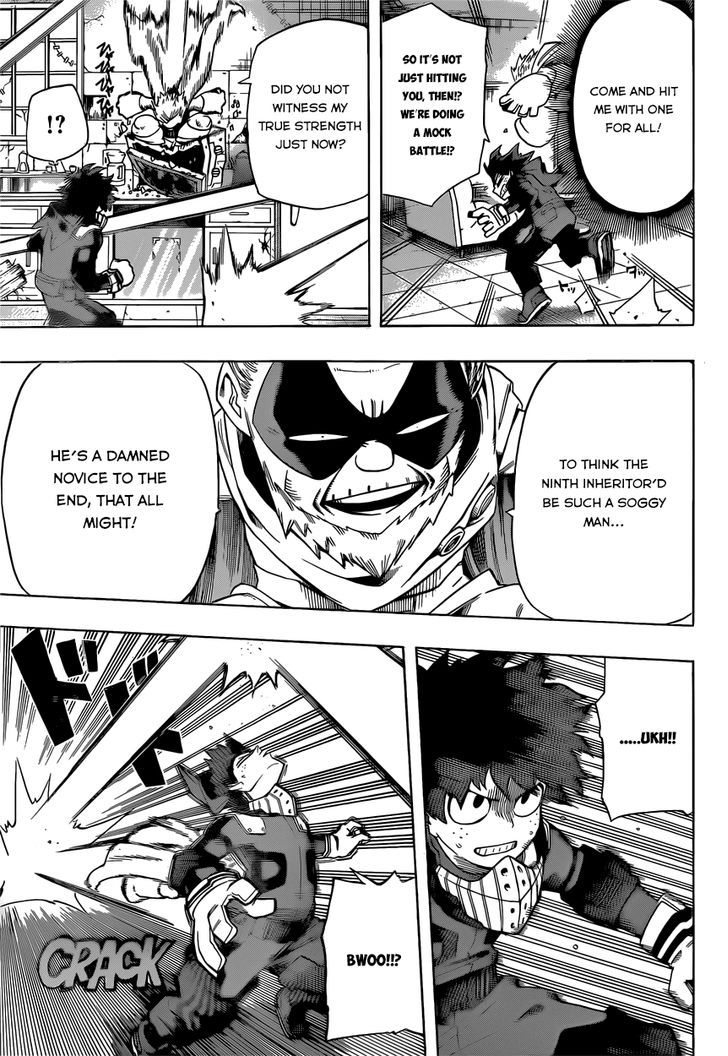 COME AND HIT
ME WITH ONE
FOR ALL!
SO IT'S NOT
JUST HITTING
YOU, THEN!?
WE'RE DOING
A MOCK
BATTLE!?
DID YOU NOT
WITNESS MY
TRUE STRENGTH
JUST NOW?
!?
TO THINK THE
NINTH INHERITOR'D
BE SUCH A SOGGY
MAN...
HE'S A DAMNED
NOVICE TO THE
END, THAT ALL
MIGHT!
.....UKH!!
BWOO!!?
CRACK